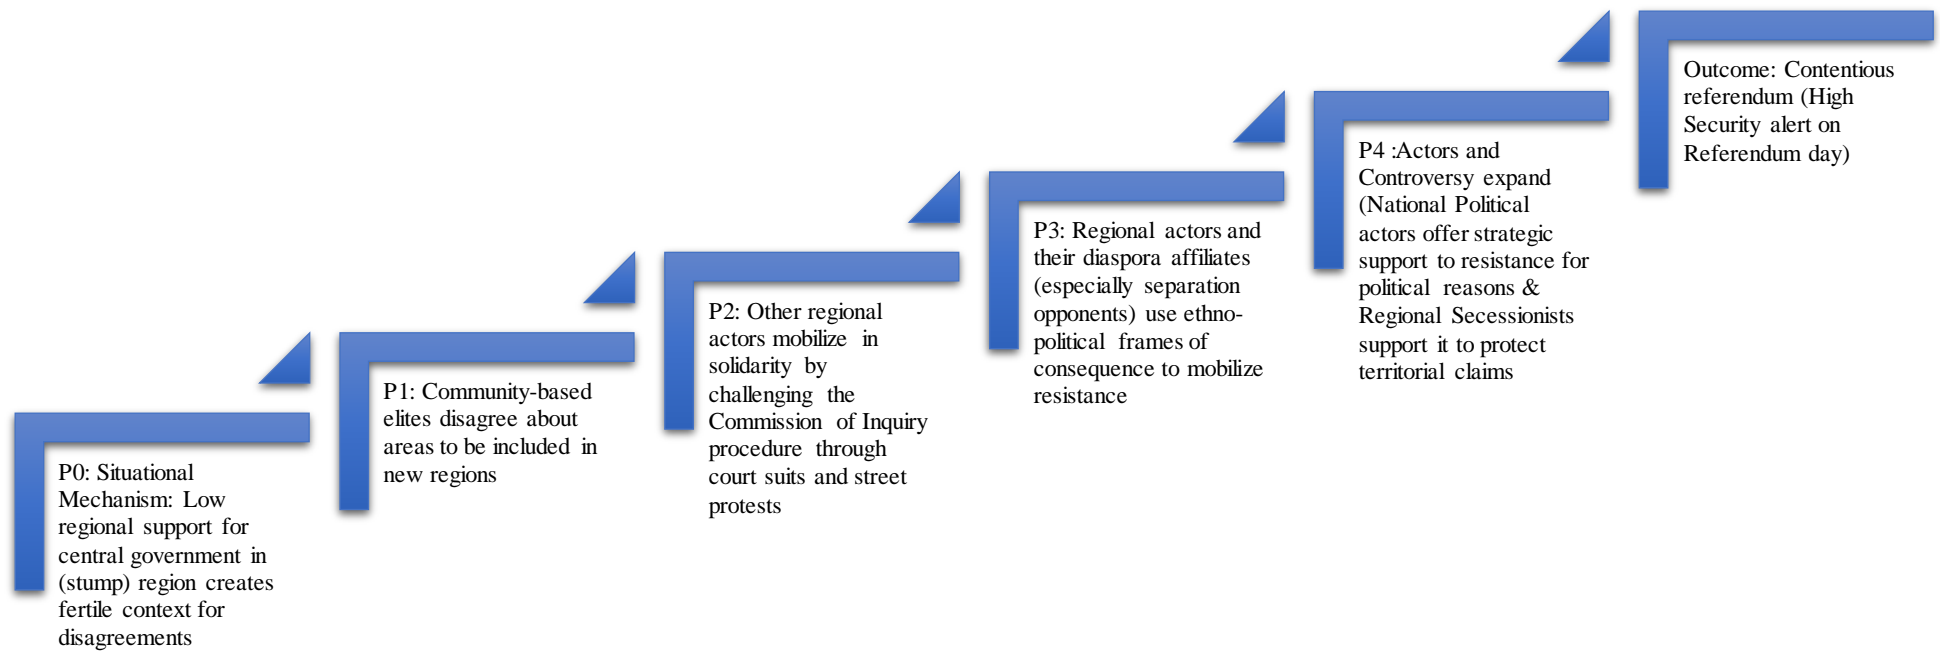 P0: Situational
Mechanism: Low
regional support for
central government in
(stump) region creates
fertile context for
disagreements
P1: Community-based
elites disagree about
areas to be included in
new regions
P2: Other regional
actors mobilize in
solidarity by
challenging the
Commission of Inquiry
procedure through
court suits and street
protests
P3: Regional actors and
their diaspora affiliates
(especially separation
opponents) use ethno-
political frames of
consequence to mobilize
resistance
P4 :Actors and
Controversy expand
(National Political
actors offer strategic
support to resistance for
political reasons &
Regional Secessionists
support it to protect
territorial claims
Outcome: Contentious
referendum (High
Security alert on
Referendum day)